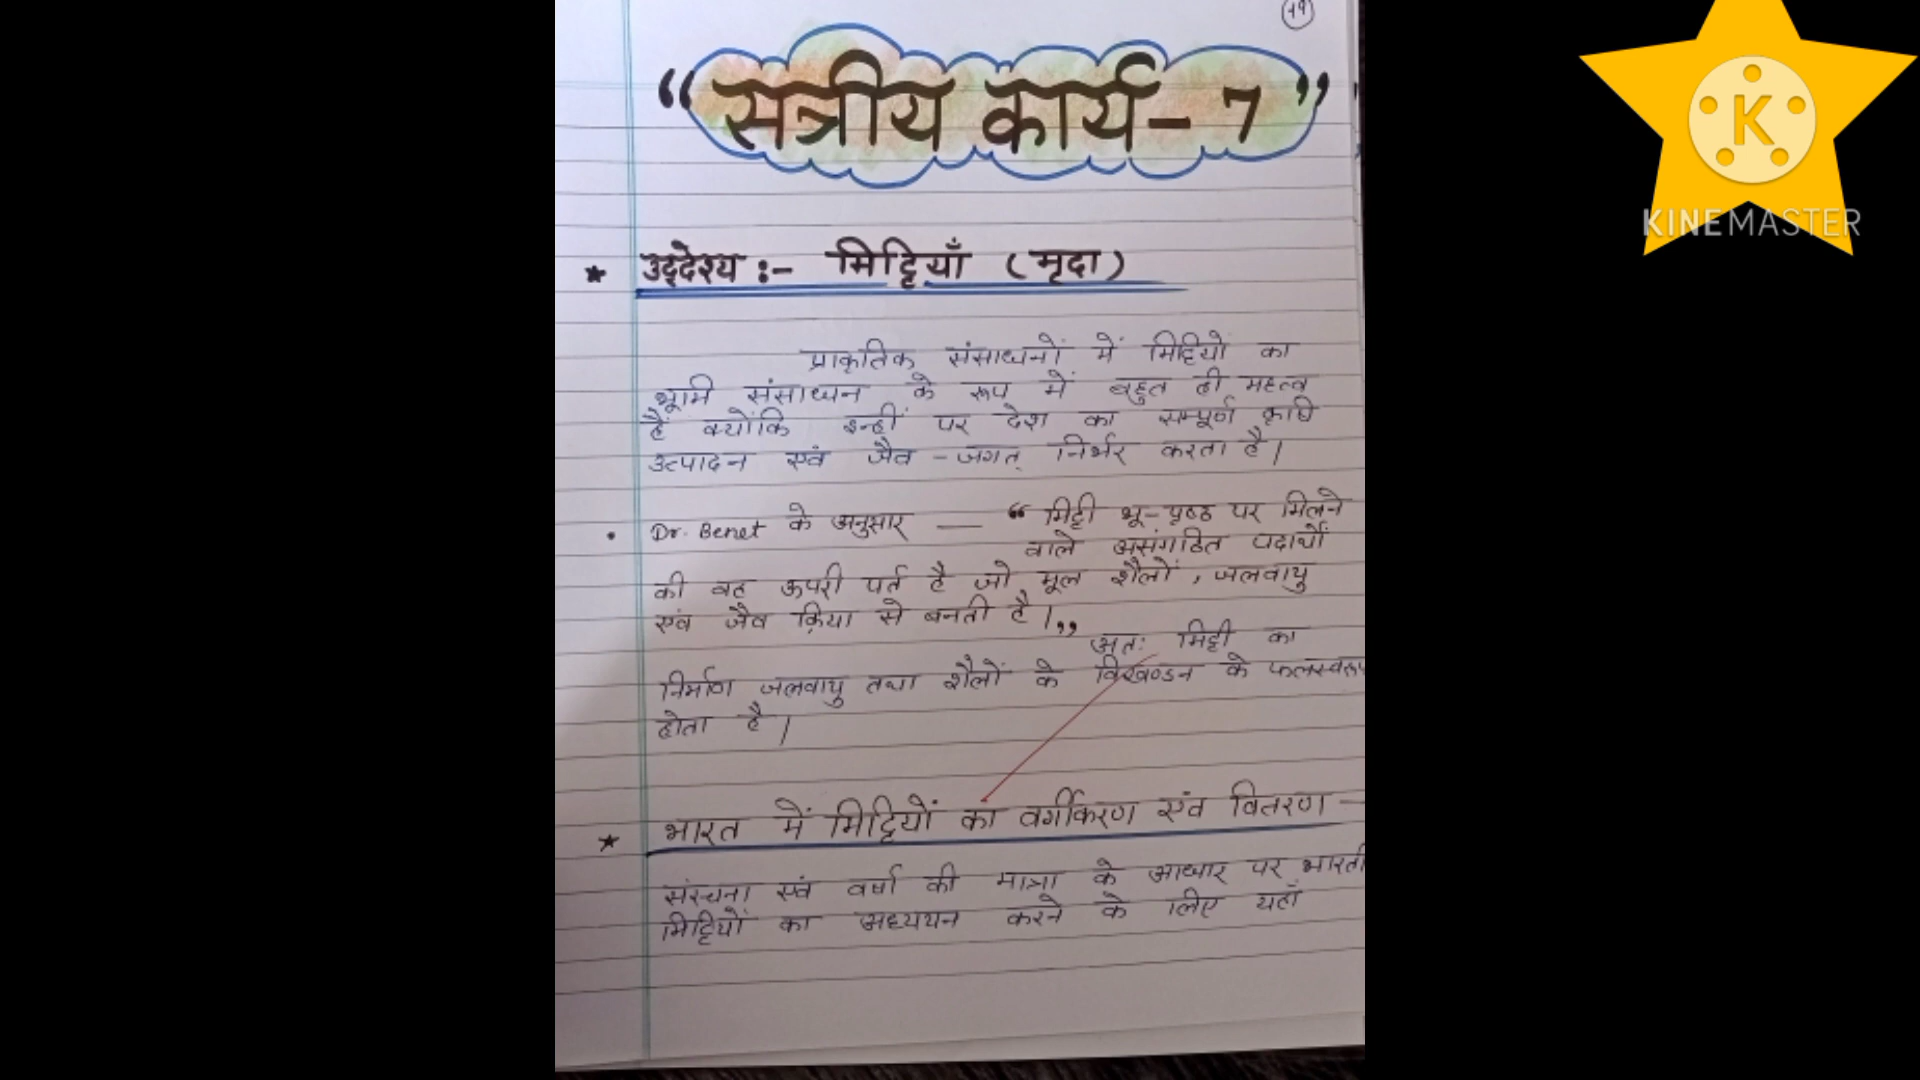 19
“सत्रीय कार्य- 7”
KINEMASTER
K
★ उद्देश्य :- मिट्टियाँ (मृदा)
प्राकृतिक संसाधनों में मिट्टियों का
भूमि संसाधन के रूप में बहुत ही महत्व
है क्योंकि इन्हीं पर देश का सम्पूर्ण कृषि
उत्पादन एवं जैव - जगत् निर्भर करता है।
• Dr. Benet के अनुसार — “ मिट्टी भू-पृष्ठ पर मिलने
वाले असंगठित पदार्थों
की वह ऊपरी पर्त है जो मूल शैलों, जलवायु
एवं जैव क्रिया से बनती है।”
अतः मिट्टी का
निर्माण जलवायु तथा शैलों के विखण्डन के फलस्वरूप
होता है।
★ भारत में मिट्टियों का वर्गीकरण एवं वितरण -
संरचना एवं वर्षा की मात्रा के आधार पर भारती
मिट्टियों का अध्ययन करने के लिए यहाँ